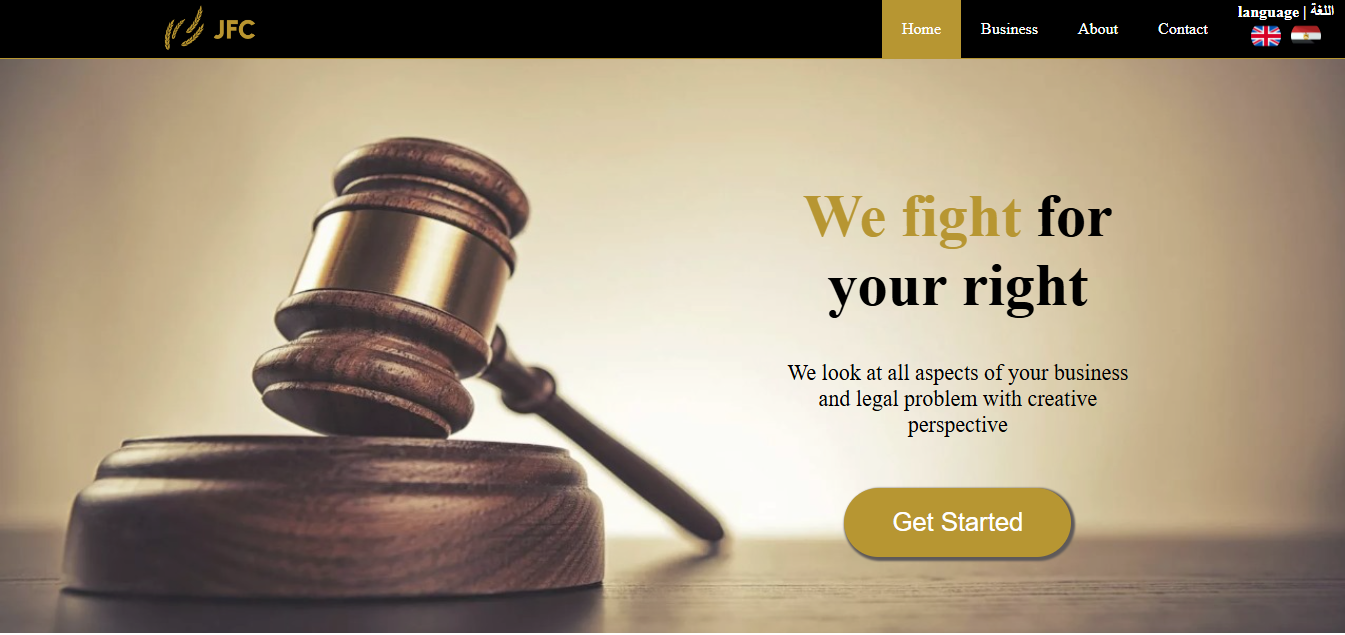 JFC
Home Business About Contact
language | اللغة
We fight for
your right
We look at all aspects of your business
and legal problem with creative
perspective
Get Started